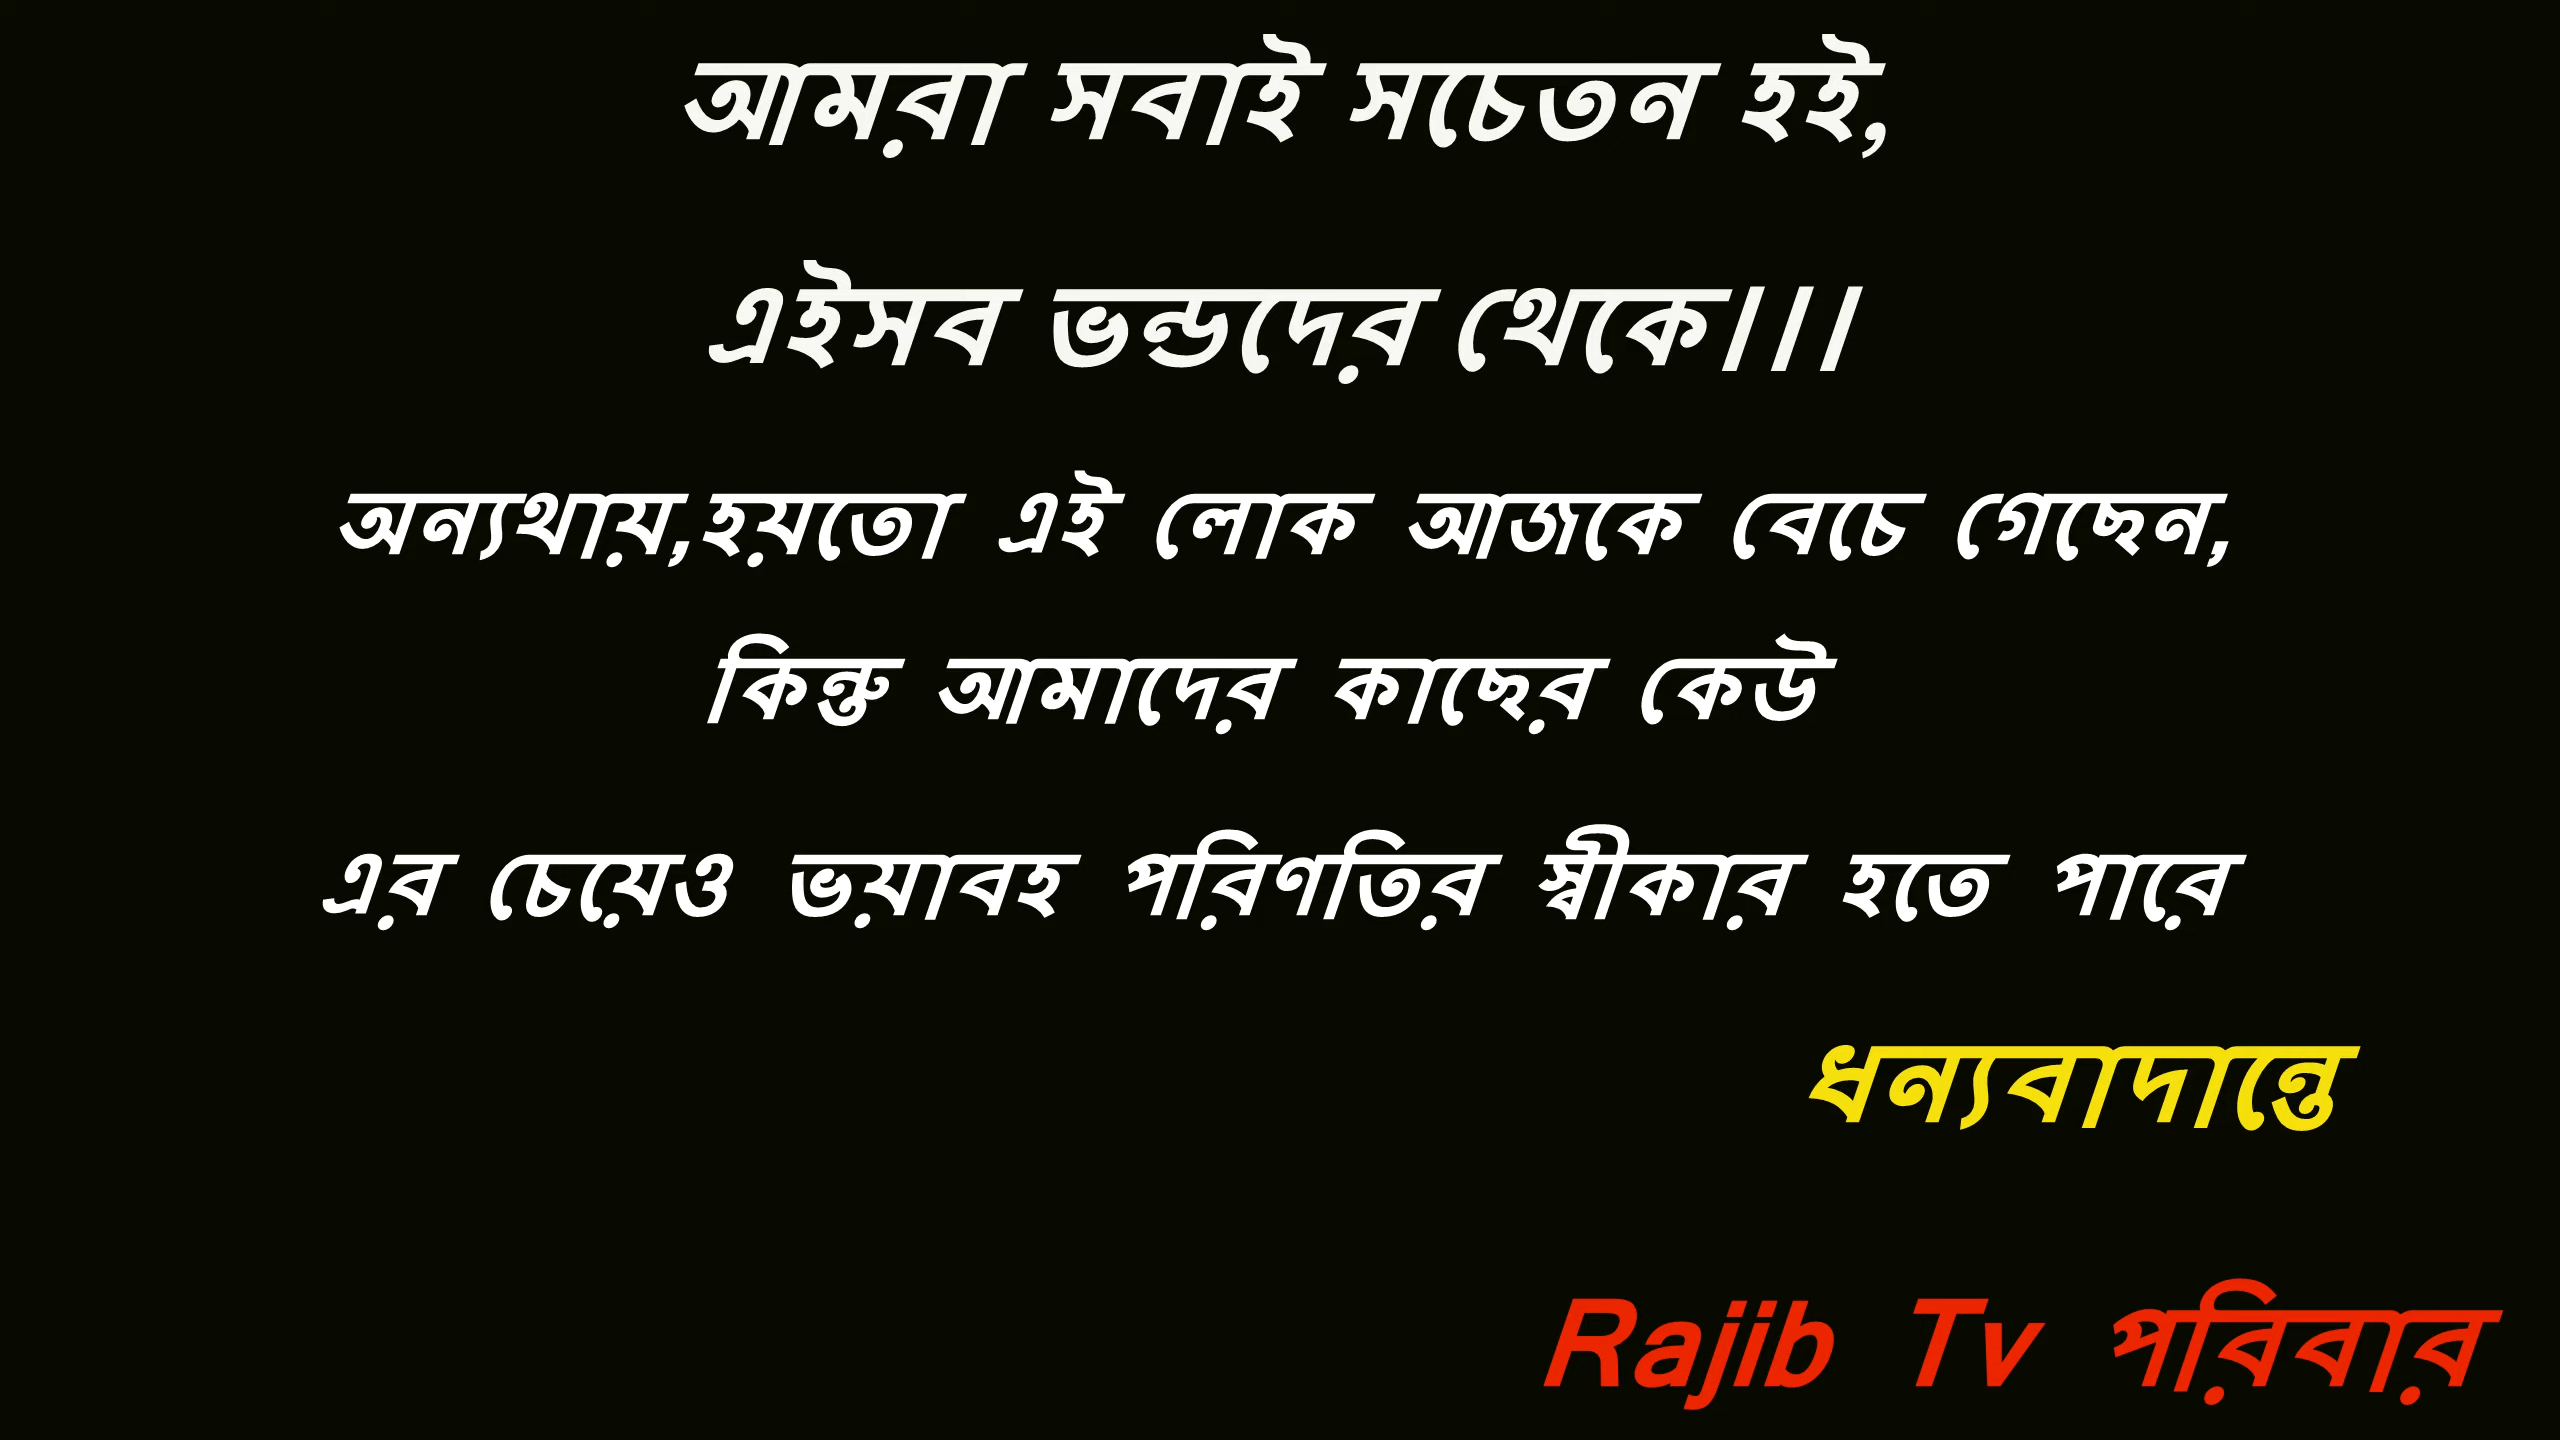 আমরা সবাই সচেতন হই,
এইসব ভন্ডদের থেকে।।।
অন্যথায়,হয়তো এই লোক আজকে বেচে গেছেন,
কিন্তু আমাদের কাছের কেউ
এর চেয়েও ভয়াবহ পরিণতির স্বীকার হতে পারে
ধন্যবাদান্তে
Rajib Tv পরিবার